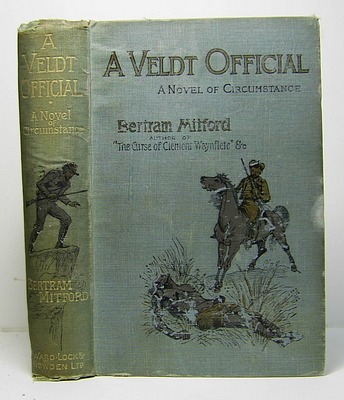 A
VELDT
OFFICIAL
A Novel
of
Circumstance
BERTRAM
MITFORD
WARD·LOCK&
BOWDEN LTD
A VELDT OFFICIAL
A NOVEL OF CIRCUMSTANCE
Bertram Mitford
AUTHOR OF
"The Curse of Clement Waynflete" &c